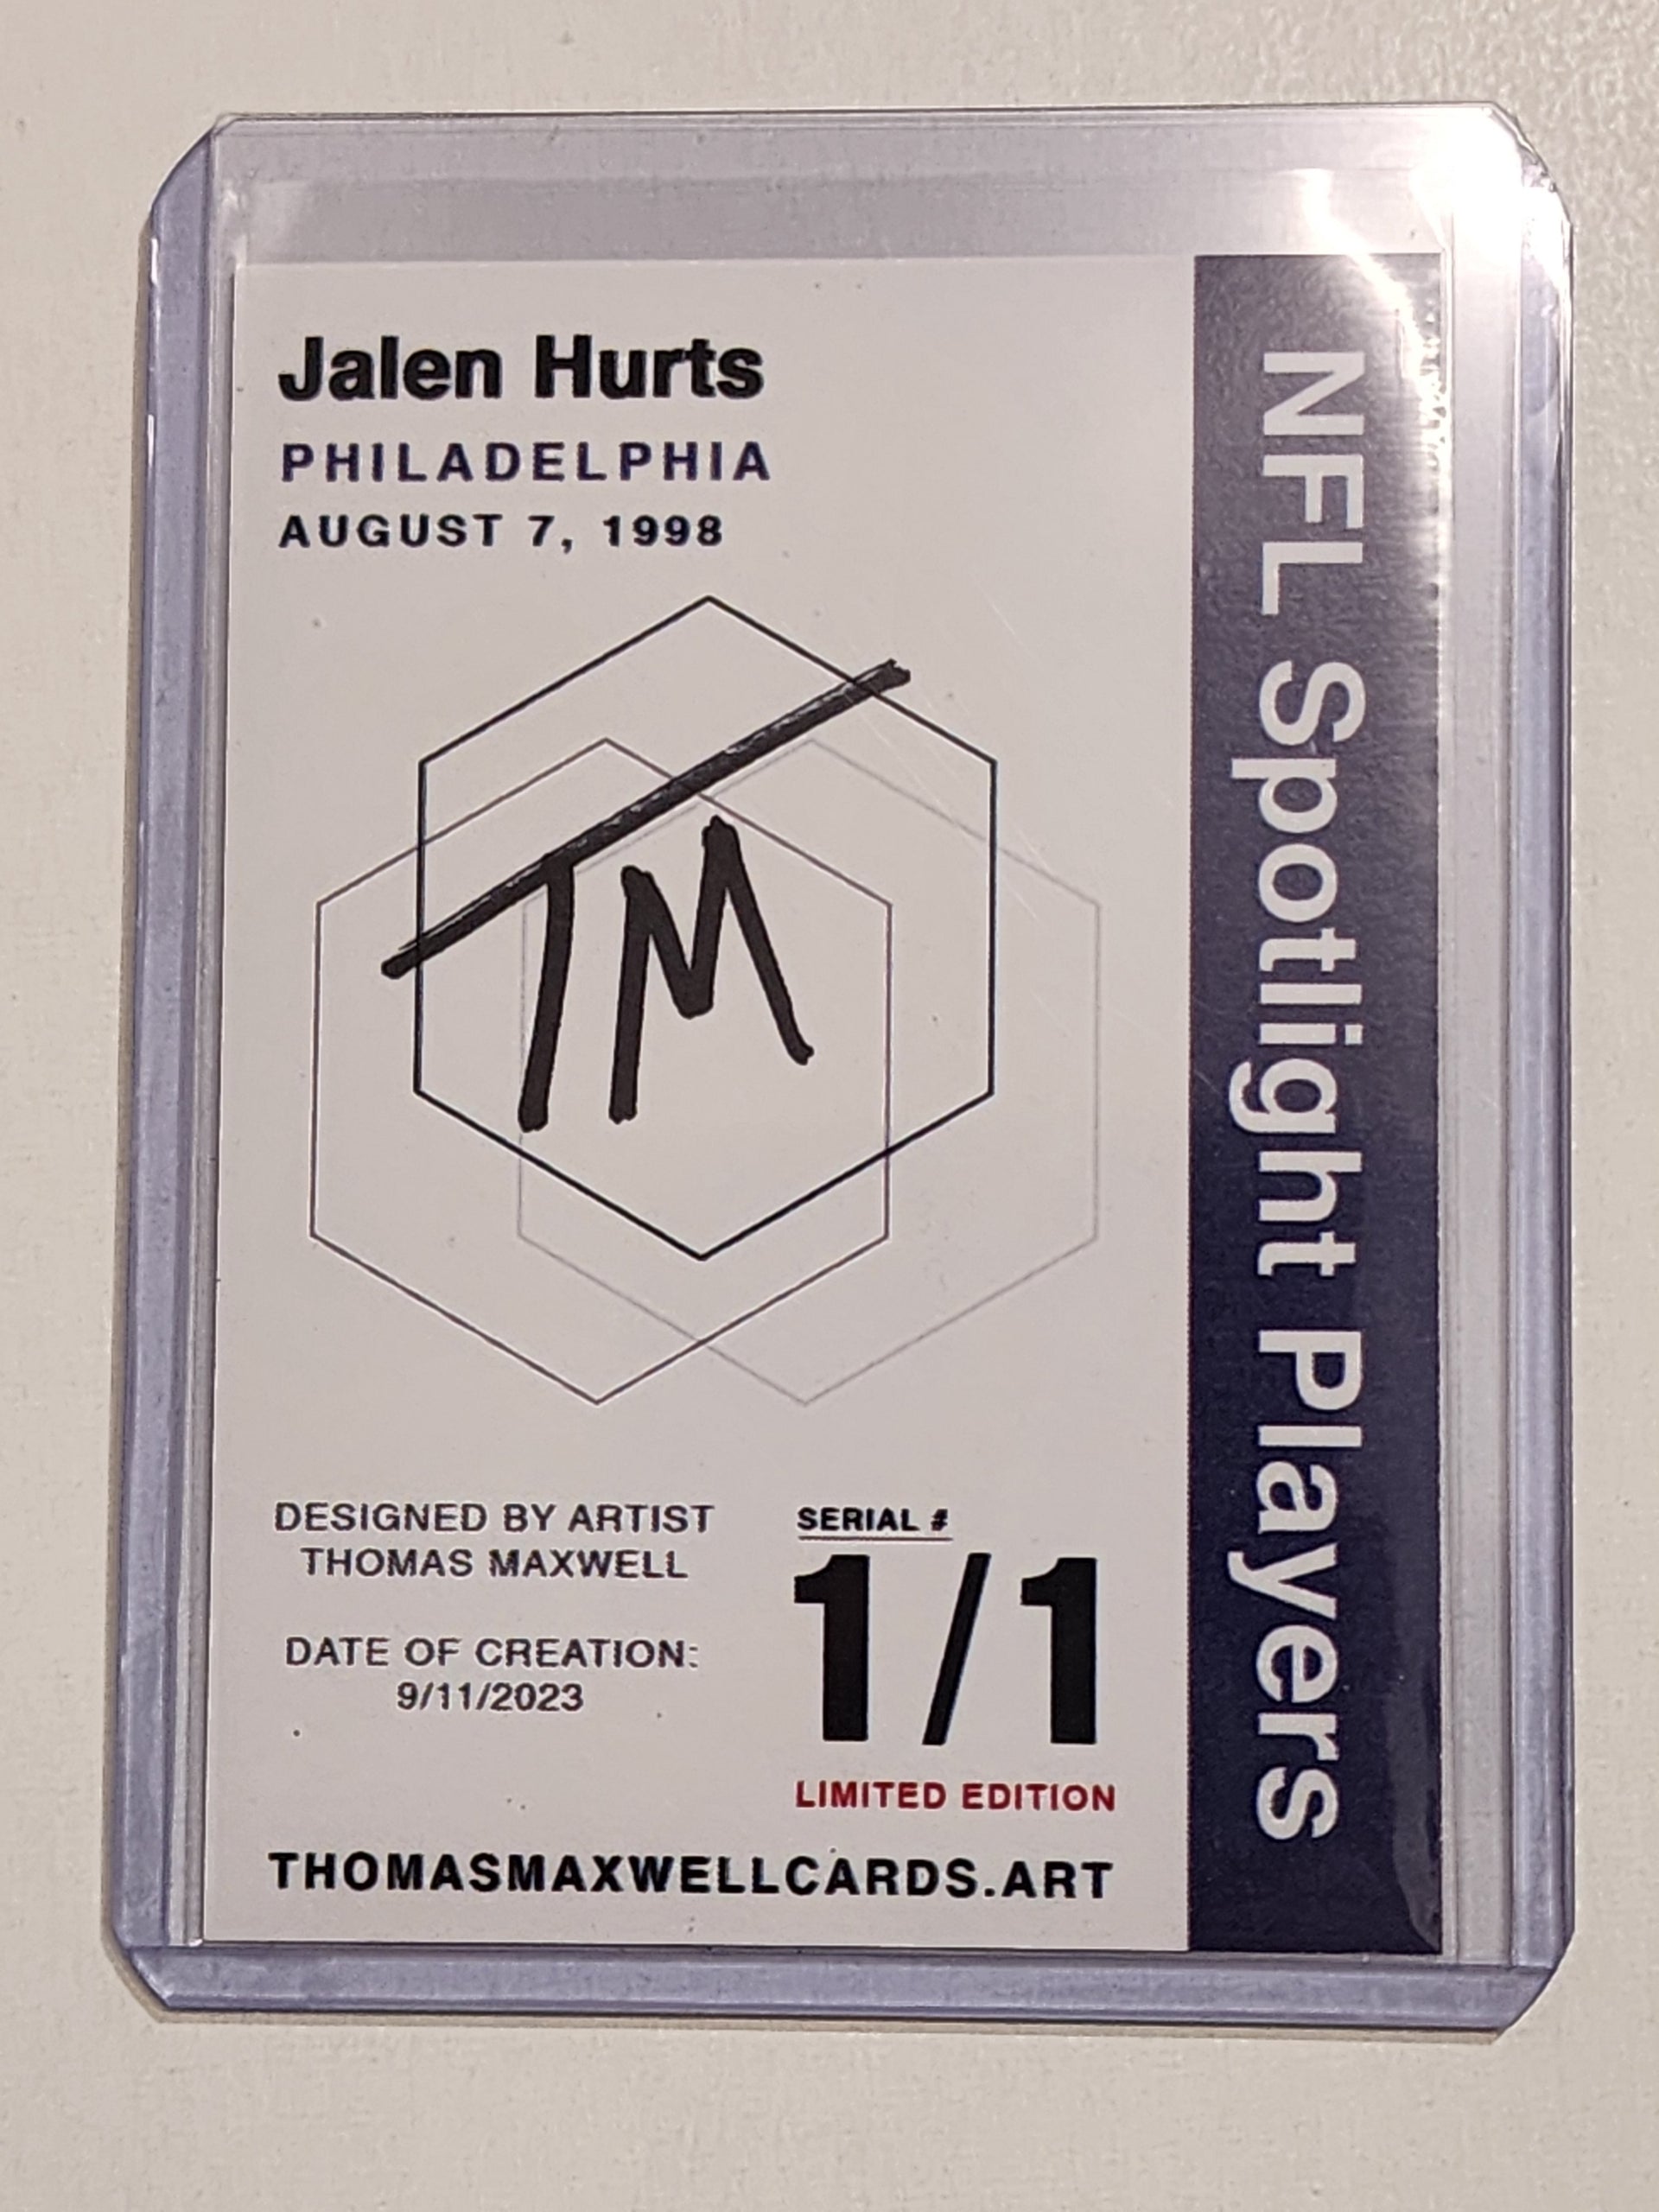 Jalen Hurts
PHILADELPHIA
AUGUST 7, 1998
TM
DESIGNED BY ARTIST
THOMAS MAXWELL
DATE OF CREATION:
9/11/2023
SERIAL #
1/1
LIMITED EDITION
THOMASMAXWELLCARDS.ART
NFL Spotlight Players